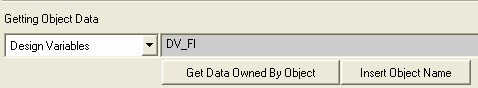 Getting Object Data
Design Variables DV_FI
Get Data Owned By Object Insert Object Name